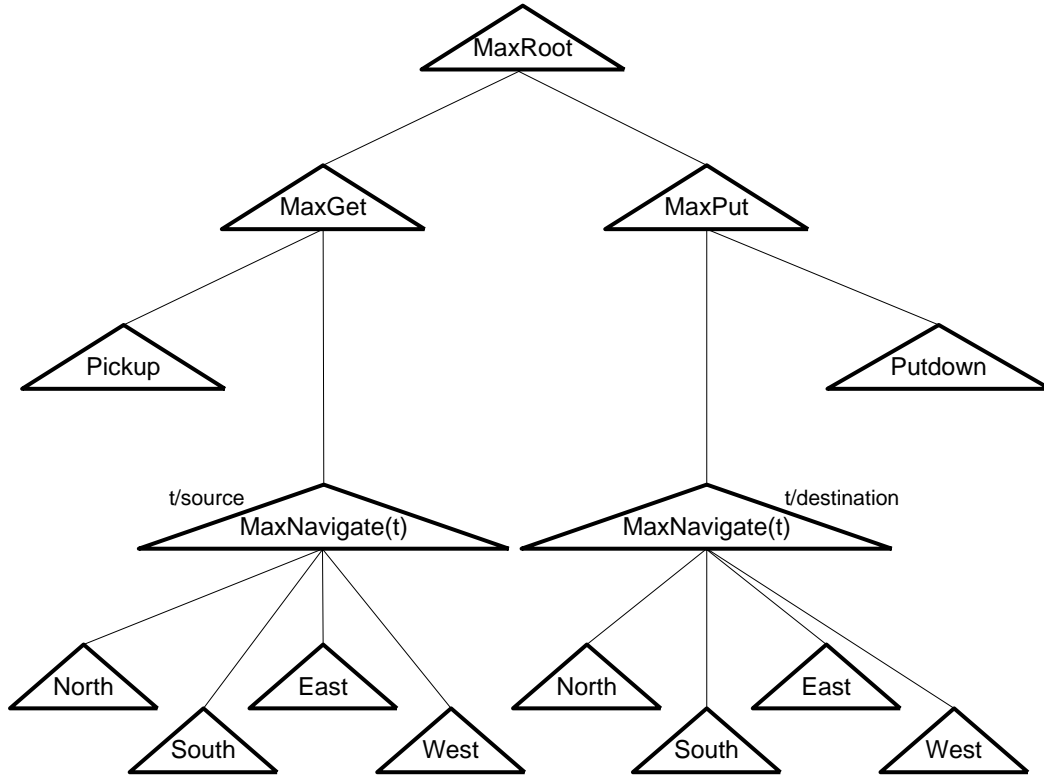 MaxRoot
MaxGet
MaxPut
Pickup
Putdown
t/source
t/destination
MaxNavigate(t)
MaxNavigate(t)
North
East
North
East
South
West
South
West